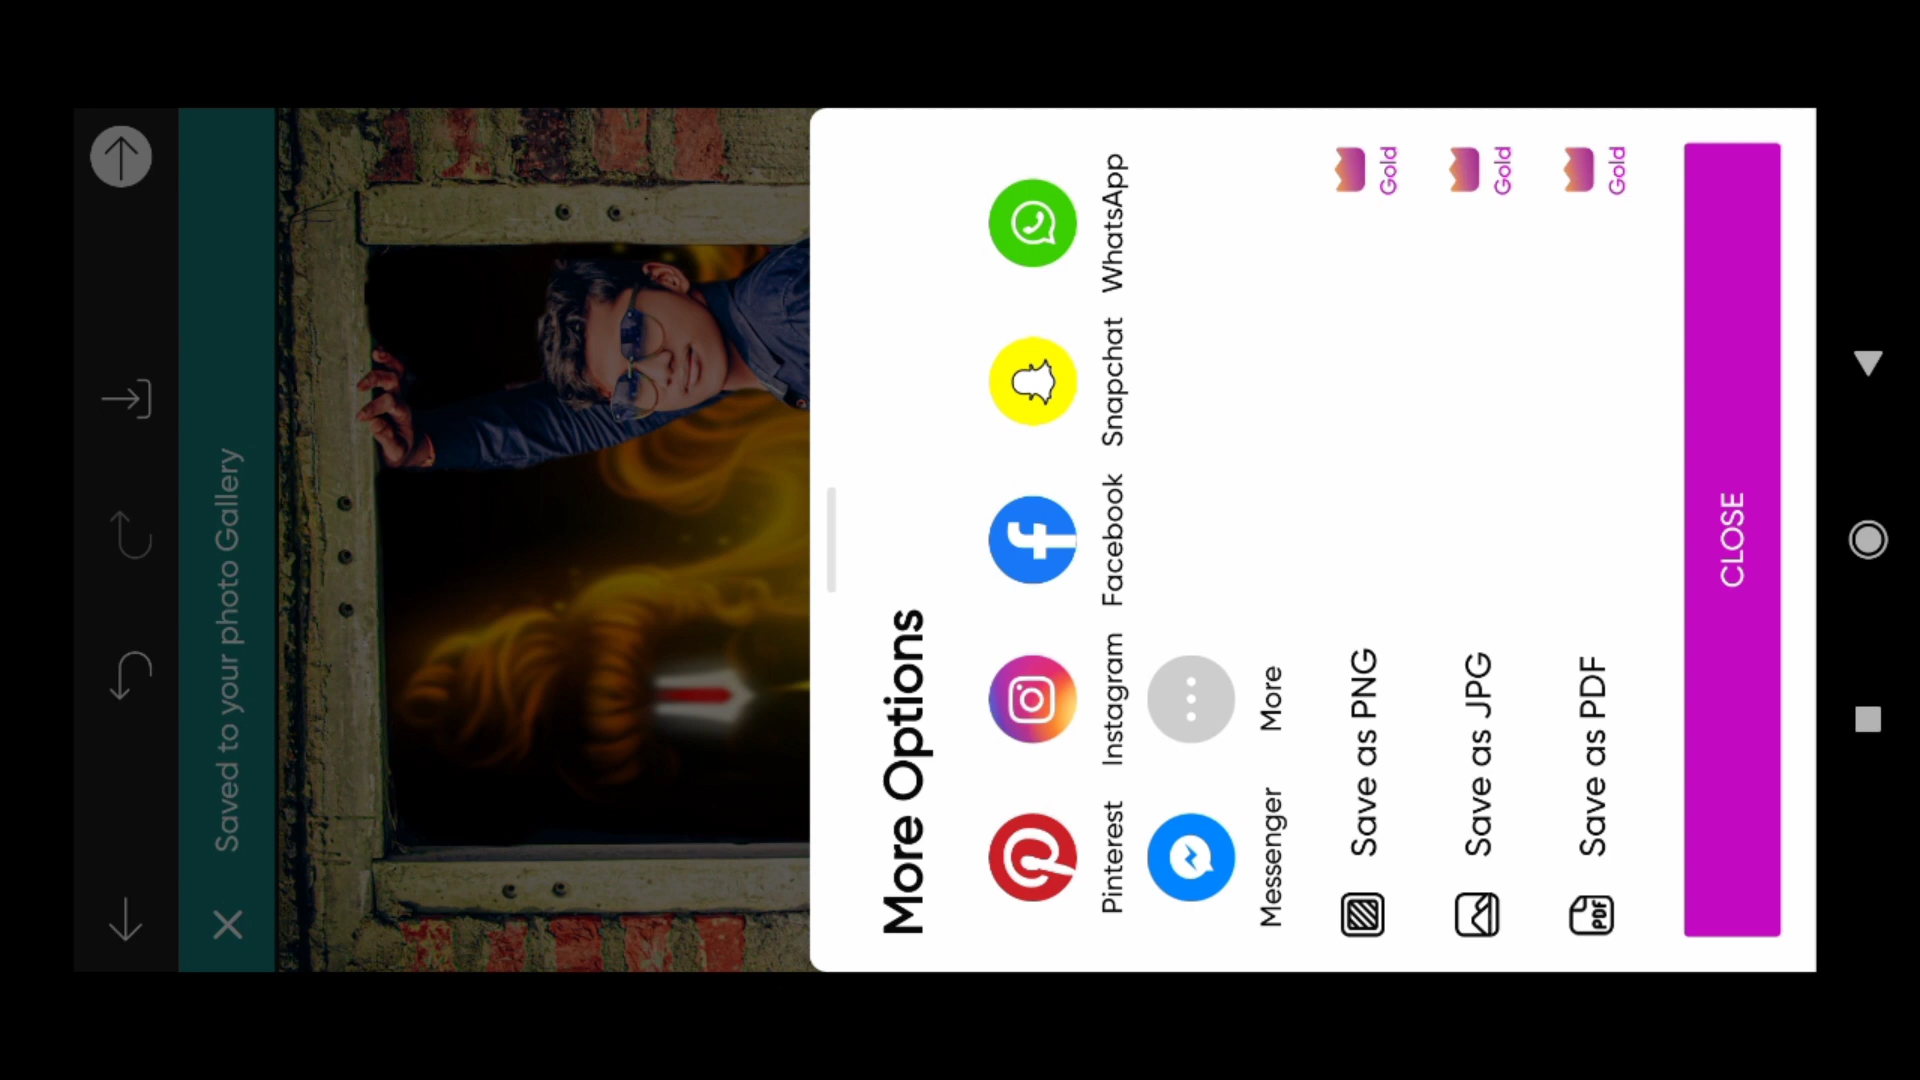 Saved to your photo Gallery
More Options
Pinterest Instagram Facebook Snapchat WhatsApp
Messenger More
Save as PNG Gold
Save as JPG Gold
PDF Save as PDF Gold
CLOSE